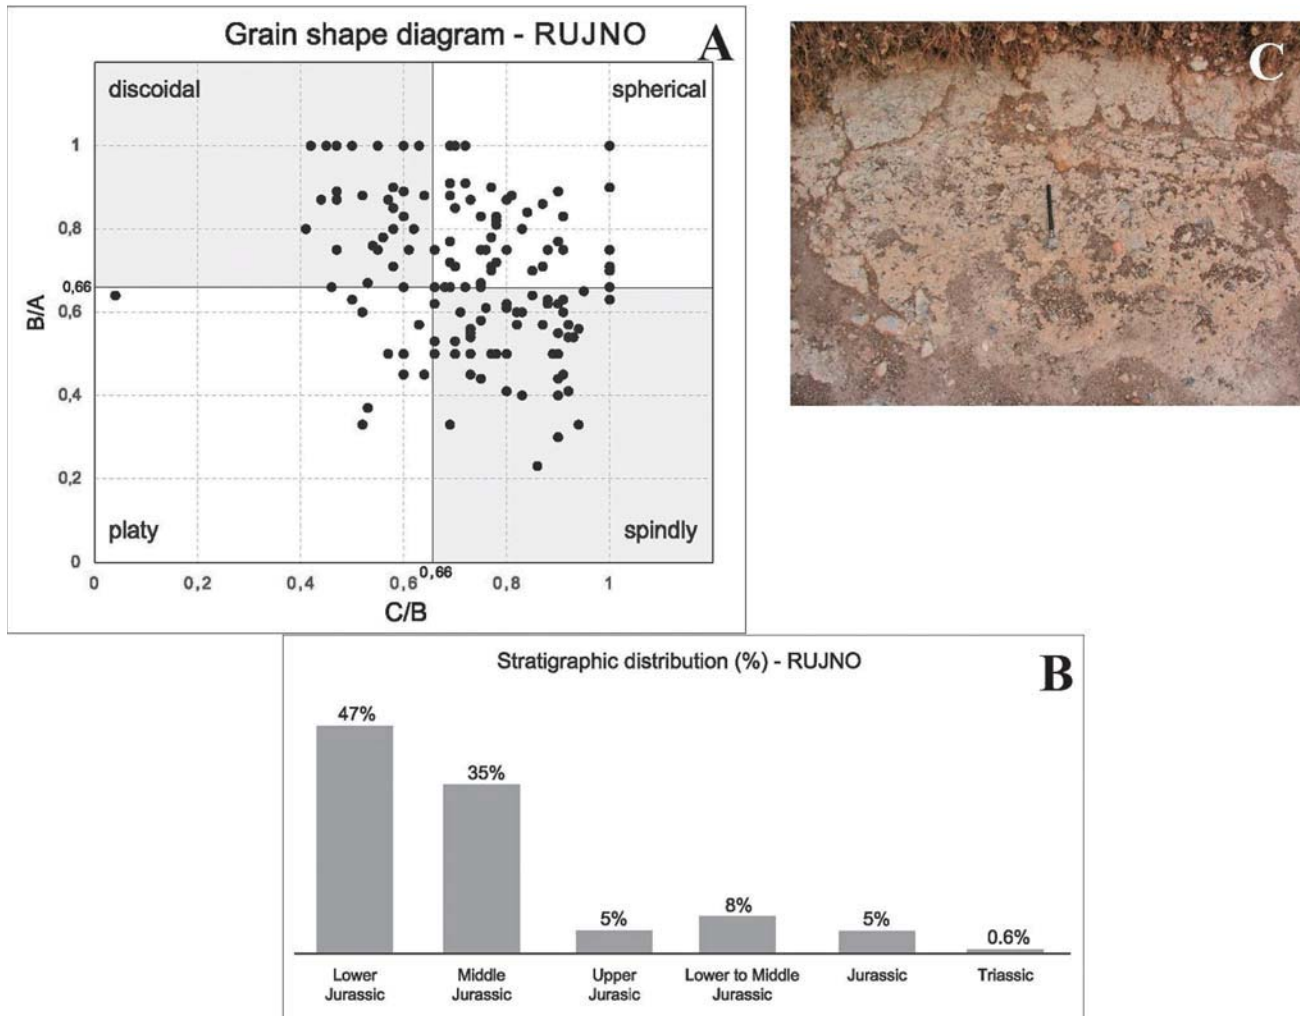 Grain shape diagram - RUJNO
A
discoidal
spherical
1
0,8
0,66
0,6
B/A
0,4
0,2
platy
spindly
0
0
0,2
0,4
0,6
0,66
0,8
1
C/B
C
Stratigraphic distribution (%) - RUJNO
B
47%
35%
5%
8%
5%
0.6%
Lower
Jurassic
Middle
Jurassic
Upper
Jurasic
Lower to Middle
Jurassic
Jurassic
Triassic